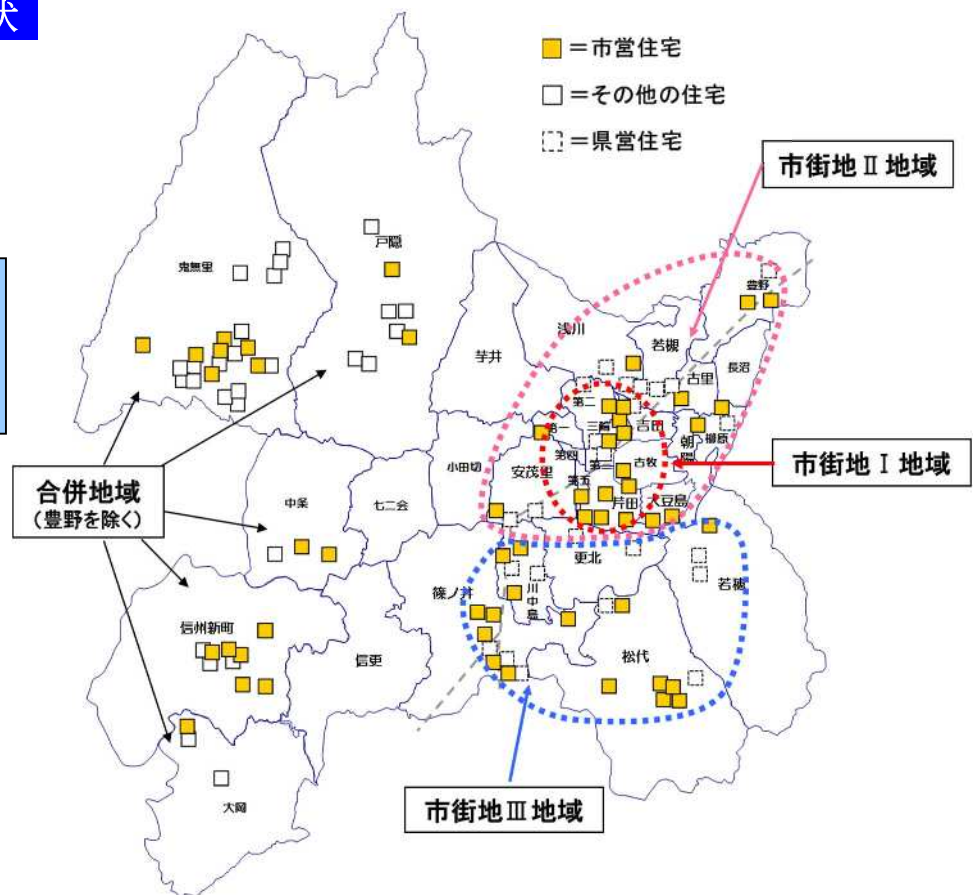 状
=市営住宅
=その他の住宅
=県営住宅
市街地Ⅱ地域
戸隠
鬼無里
豊野
浅川
若槻
芋井
古里
長沼
第二
三輪
吉田
第一
朝陽
柳原
第四
第三
古牧
市街地Ⅰ地域
小田切
安茂里
第五
合併地域
(豊野を除く)
中条
七二会
芹田
大豆島
更北
若穂
篠ノ井
川中島
信州新町
信更
松代
市街地Ⅲ地域
大岡